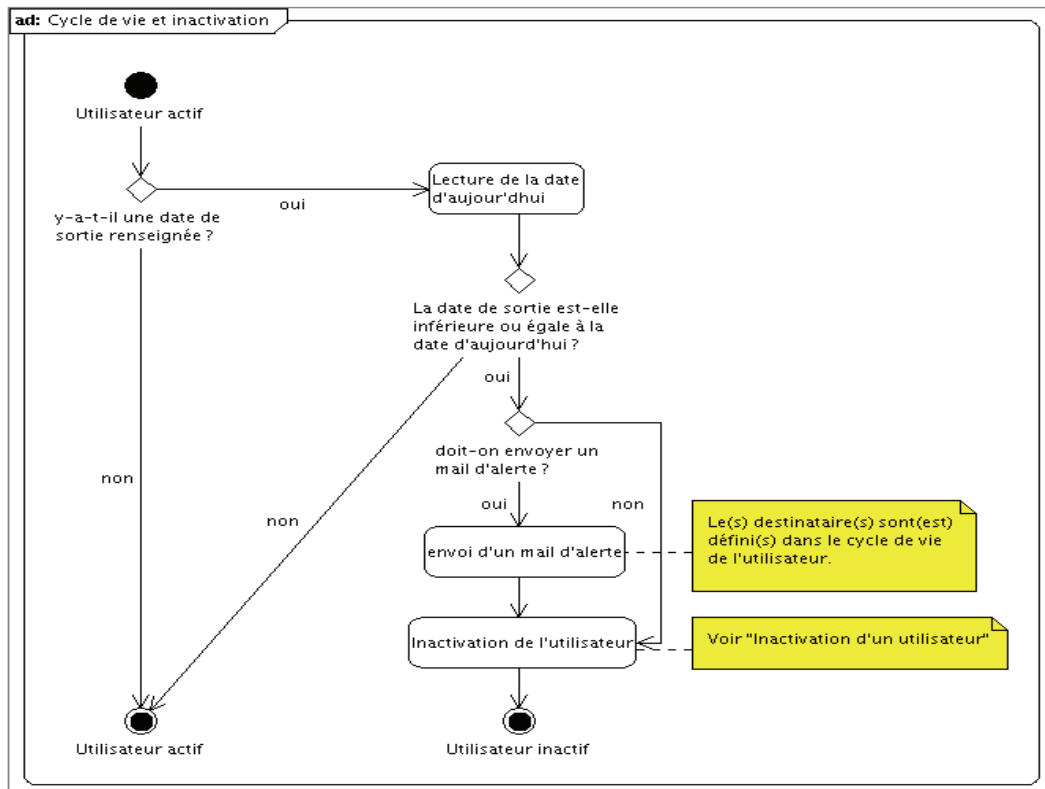 ad: Cycle de vie et inactivation
Utilisateur actif
y-a-t-il une date de
sortie renseignée ?
oui
Lecture de la date
d'aujour'dhui
La date de sortie est-elle
inférieure ou égale à la
date d'aujourd'hui ?
oui
non
non
doit-on envoyer un
mail d'alerte ?
oui
non
envoi d'un mail d'alerte
Le(s) destinataire(s) sont(est)
défini(s) dans le cycle de vie
de l'utilisateur.
Inactivation de l'utilisateur
Voir "Inactivation d'un utilisateur"
Utilisateur actif
Utilisateur inactif